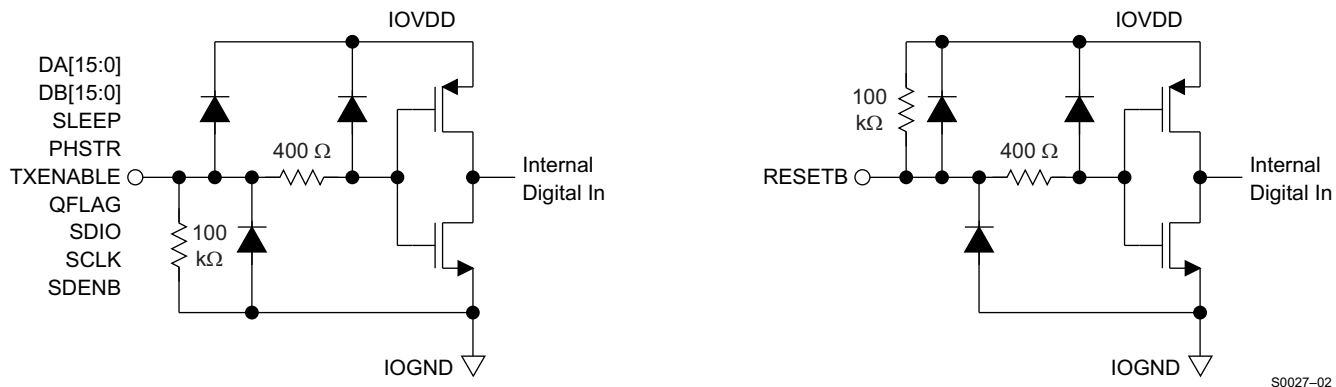 IOVDD
DA[15:0]
DB[15:0]
SLEEP
PHSTR
TXENABLE
QFLAG
SDIO
SCLK
SDENB
400 Ω
100
kΩ
Internal
Digital In
IOGND
IOVDD
100
kΩ
400 Ω
RESETB
Internal
Digital In
IOGND
S0027–02